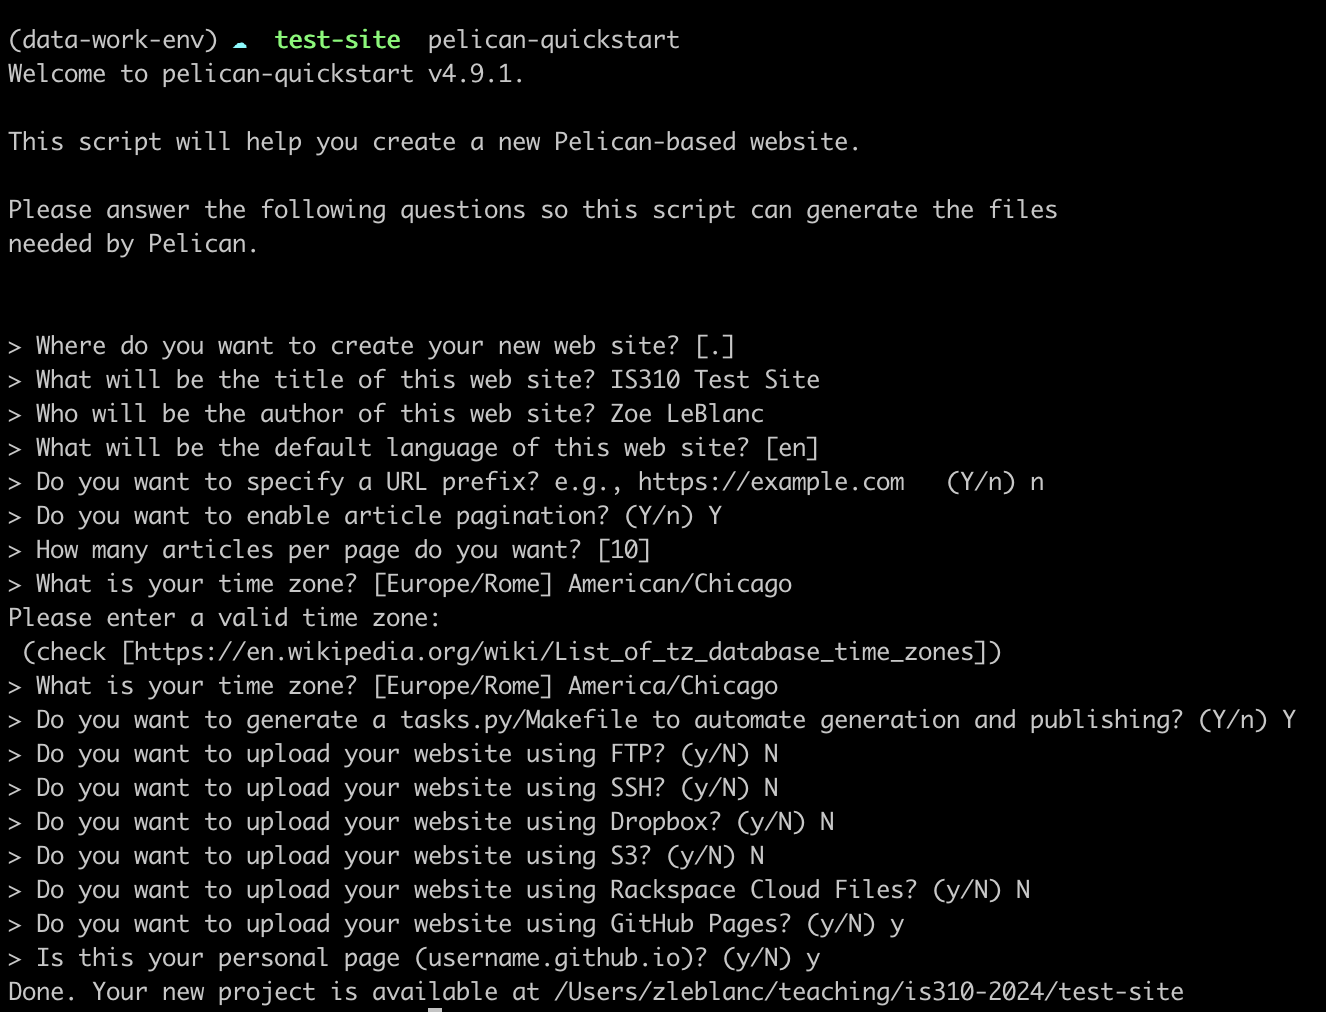 (data-work-env) ☁  test-site  pelican-quickstart
Welcome to pelican-quickstart v4.9.1.
This script will help you create a new Pelican-based website.
Please answer the following questions so this script can generate the files
needed by Pelican.
> Where do you want to create your new web site? [.]
> What will be the title of this web site? IS310 Test Site
> Who will be the author of this web site? Zoe LeBlanc
> What will be the default language of this web site? [en]
> Do you want to specify a URL prefix? e.g., https://example.com   (Y/n) n
> Do you want to enable article pagination? (Y/n) Y
> How many articles per page do you want? [10]
> What is your time zone? [Europe/Rome] American/Chicago
Please enter a valid time zone:
 (check [https://en.wikipedia.org/wiki/List_of_tz_database_time_zones])
> What is your time zone? [Europe/Rome] America/Chicago
> Do you want to generate a tasks.py/Makefile to automate generation and publishing? (Y/n) Y
> Do you want to upload your website using FTP? (y/N) N
> Do you want to upload your website using SSH? (y/N) N
> Do you want to upload your website using Dropbox? (y/N) N
> Do you want to upload your website using S3? (y/N) N
> Do you want to upload your website using Rackspace Cloud Files? (y/N) N
> Do you want to upload your website using GitHub Pages? (y/N) y
> Is this your personal page (username.github.io)? (y/N) y
Done. Your new project is available at /Users/zleblanc/teaching/is310-2024/test-site